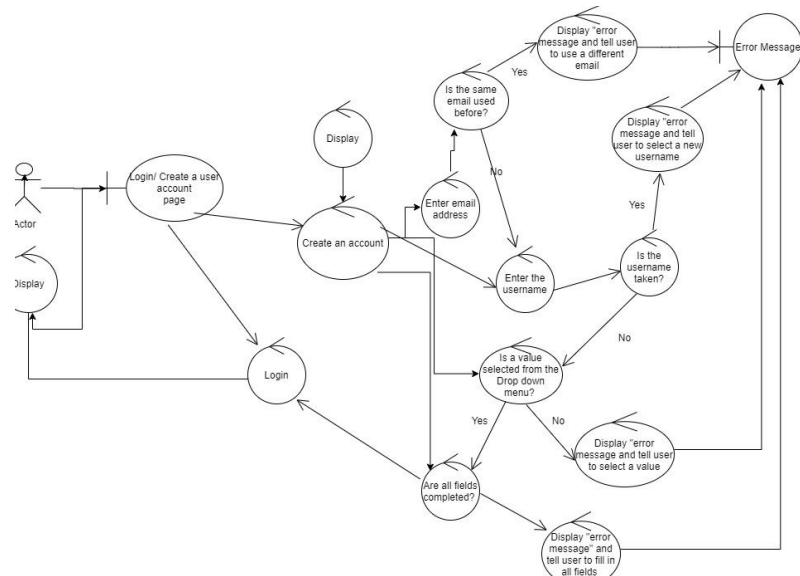 Display "error
message and tell user
to use a different
email
Error Message
Yes
Is the same
email used
before?
Display "error
message and tell
user to select a new
username
Display
No
Login/ Create a user
account
page
Enter email
address
Yes
Actor
Create an account
Is the
username
taken?
Display
Enter the
username
No
Is a value
selected from the
Drop down
menu?
Login
Yes
No
Display "error
message and tell user
to select a value
Are all fields
completed?
Display "error
message" and
tell user to fill in
all fields